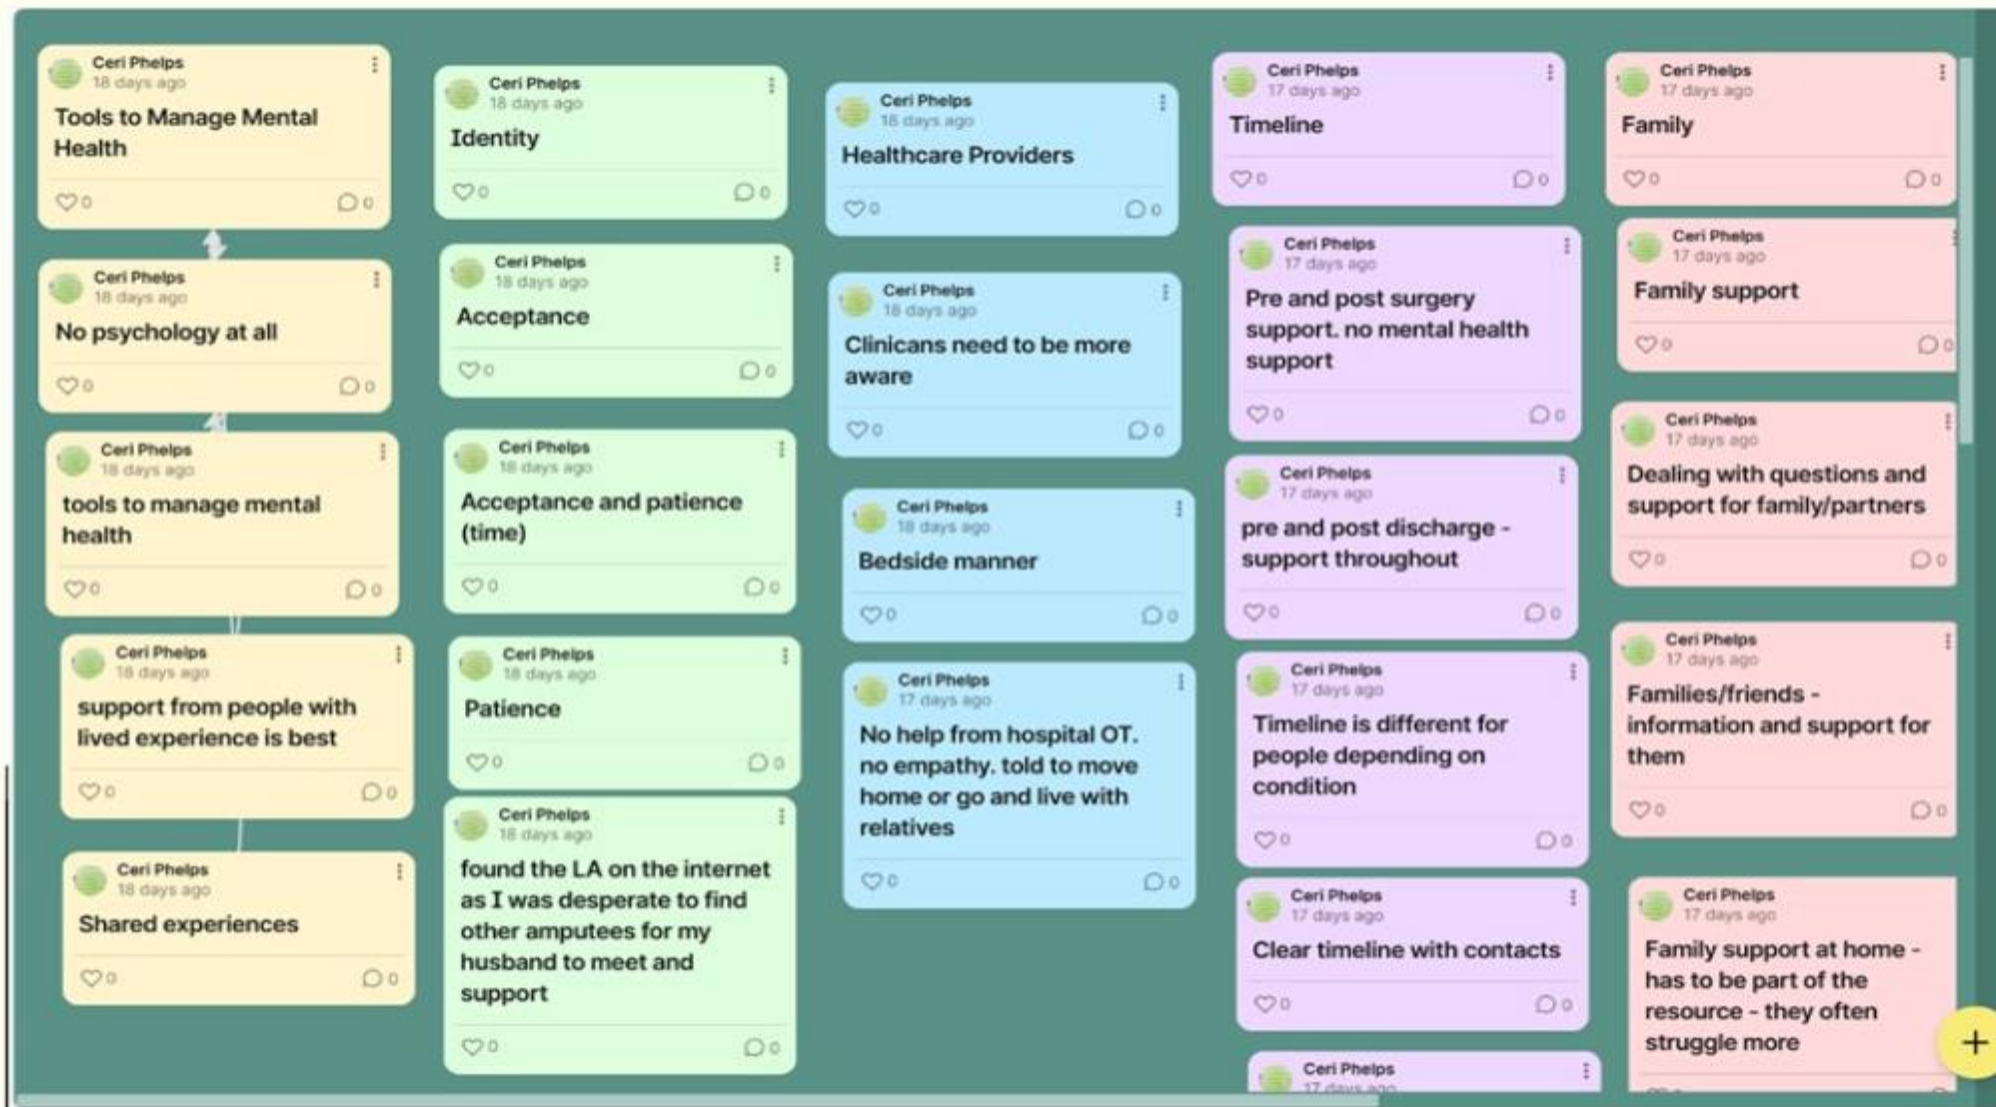 Ceri Phelps
18 days ago
Tools to Manage Mental
Health
0
0
Ceri Phelps
18 days ago
No psychology at all
0
0
Ceri Phelps
18 days ago
tools to manage mental
health
0
0
Ceri Phelps
18 days ago
support from people with
lived experience is best
0
0
Ceri Phelps
18 days ago
Shared experiences
0
0
Ceri Phelps
18 days ago
Identity
0
0
Ceri Phelps
18 days ago
Acceptance
0
0
Ceri Phelps
18 days ago
Acceptance and patience
(time)
0
0
Ceri Phelps
18 days ago
Patience
0
0
Ceri Phelps
18 days ago
found the LA on the internet
as I was desperate to find
other amputees for my
husband to meet and
support
0
0
Ceri Phelps
18 days ago
Healthcare Providers
0
0
Ceri Phelps
18 days ago
Clinicans need to be more
aware
0
0
Ceri Phelps
18 days ago
Bedside manner
0
0
Ceri Phelps
17 days ago
No help from hospital OT.
no empathy. told to move
home or go and live with
relatives
0
0
Ceri Phelps
17 days ago
Timeline
0
0
Ceri Phelps
17 days ago
Pre and post surgery
support. no mental health
support
0
0
Ceri Phelps
17 days ago
pre and post discharge -
support throughout
0
0
Ceri Phelps
17 days ago
Timeline is different for
people depending on
condition
0
0
Ceri Phelps
17 days ago
Clear timeline with contacts
0
0
Ceri Phelps
17 days ago
Ceri Phelps
17 days ago
Family
0
0
Ceri Phelps
17 days ago
Family support
0
0
Ceri Phelps
17 days ago
Dealing with questions and
support for family/partners
0
0
Ceri Phelps
17 days ago
Families/friends -
information and support for
them
0
0
Ceri Phelps
17 days ago
Family support at home -
has to be part of the
resource - they often
struggle more
+